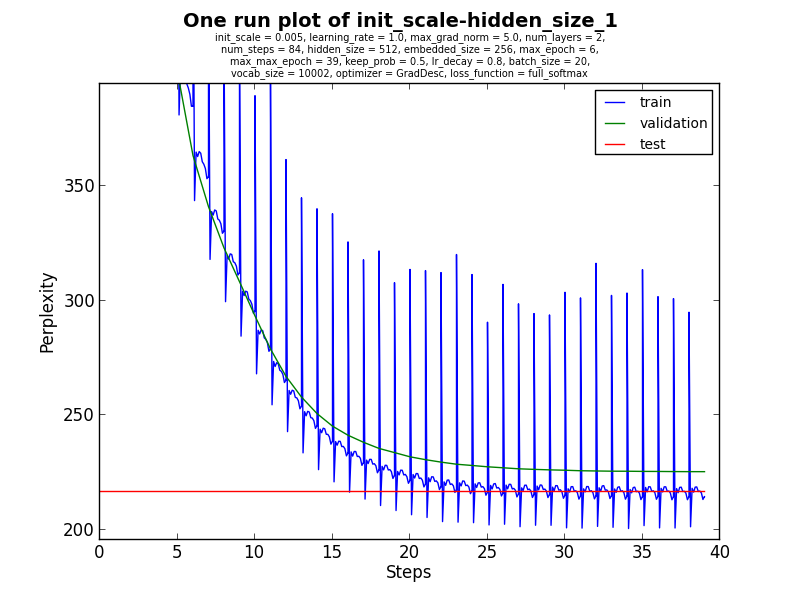 One run plot of init_scale-hidden_size_1
init_scale = 0.005, learning_rate = 1.0, max_grad_norm = 5.0, num_layers = 2,
num_steps = 84, hidden_size = 512, embedded_size = 256, max_epoch = 6,
max_max_epoch = 39, keep_prob = 0.5, lr_decay = 0.8, batch_size = 20,
vocab_size = 10002, optimizer = GradDesc, loss_function = full_softmax
train
validation
test
350
300
250
200
Perplexity
0 5 10 15 20 25 30 35 40
Steps